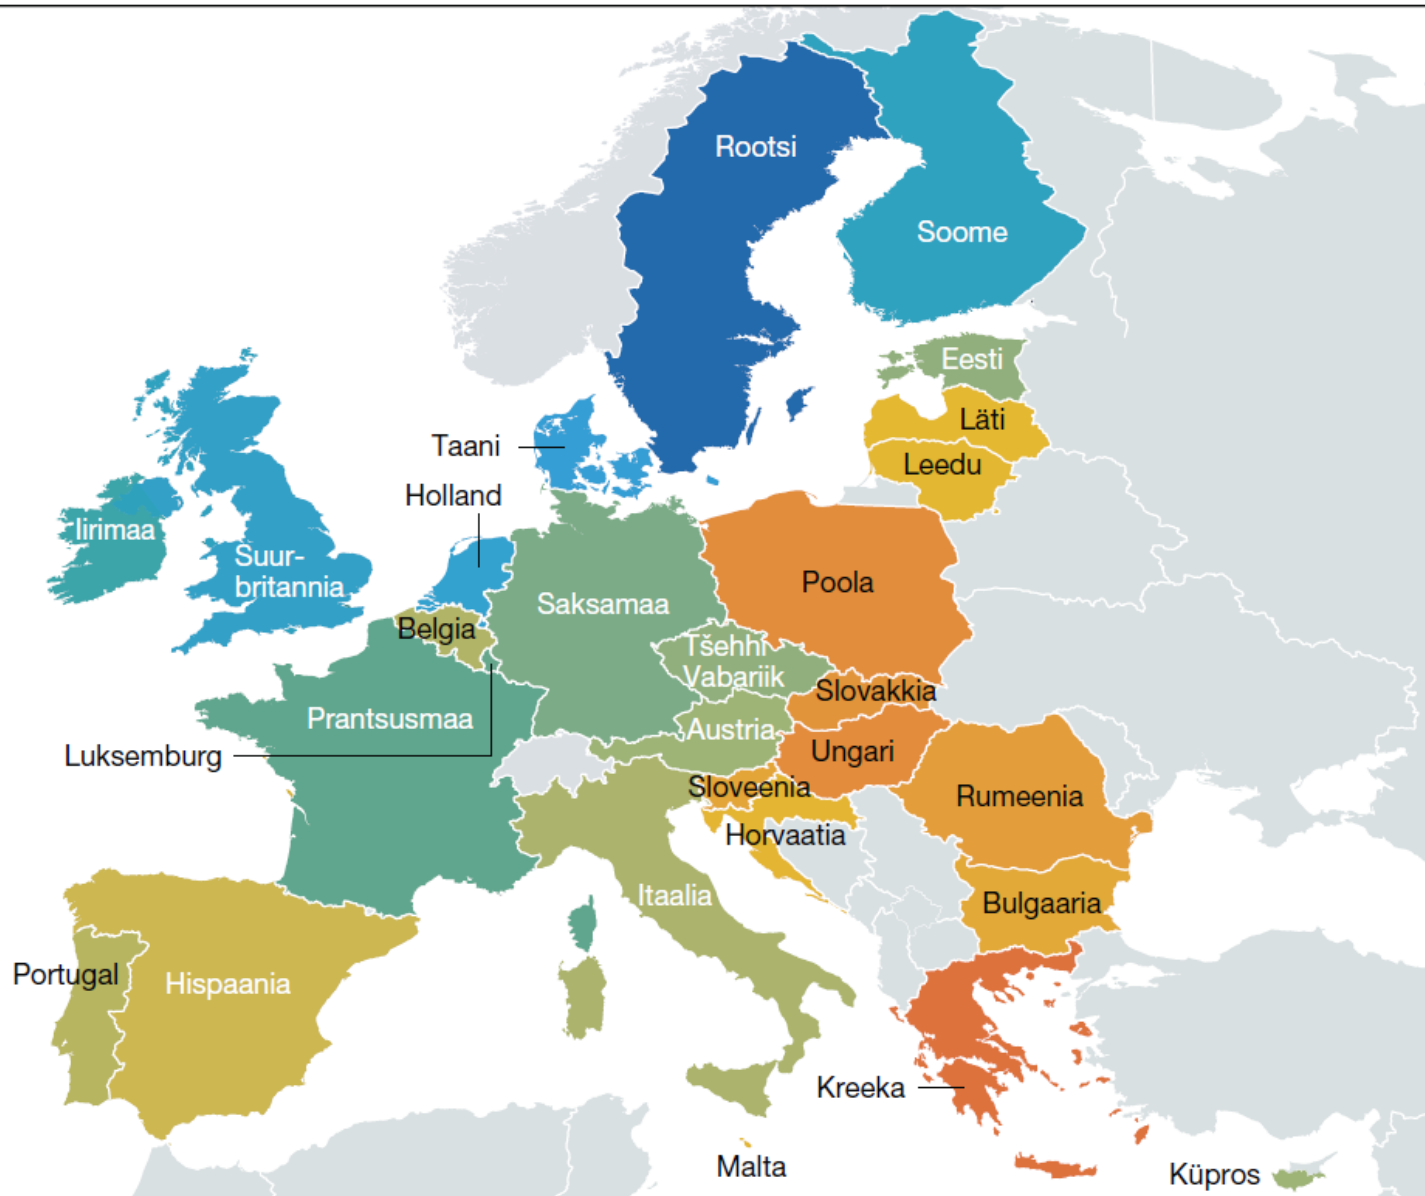 Rootsi
Soome
Eesti
Läti
Leedu
Taani
Holland
Iirimaa
Suur-
britannia
Belgia
Saksamaa
Poola
Tšehhi
Vabariik
Slovakkia
Prantsusmaa
Luksemburg
Austria
Ungari
Sloveenia
Rumeenia
Horvaatia
Itaalia
Bulgaaria
Portugal
Hispaania
Kreeka
Malta
Küpros